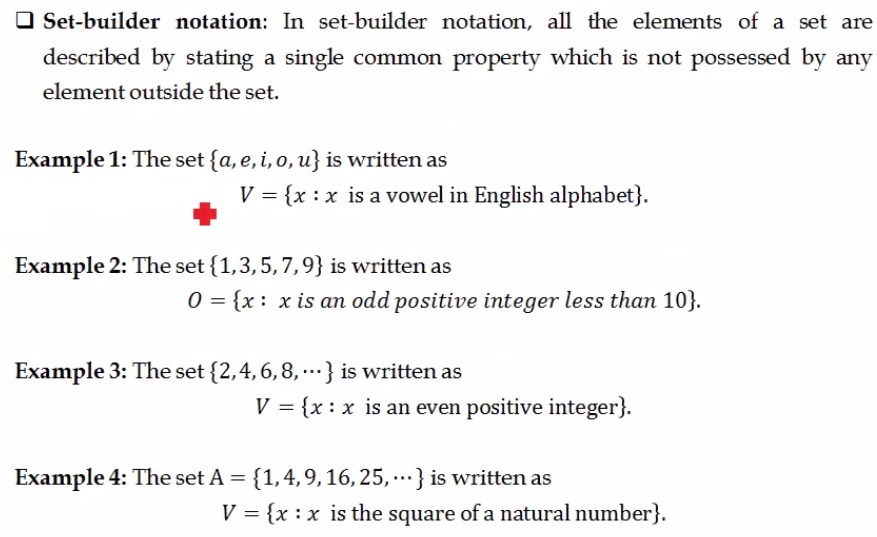 ❑ Set-builder notation: In set-builder notation, all the elements of a set are
described by stating a single common property which is not possessed by any
element outside the set.
Example 1: The set {a, e, i, o, u} is written as
V = {x : x is a vowel in English alphabet}.
Example 2: The set {1,3,5,7,9} is written as
O = {x : x is an odd positive integer less than 10}.
Example 3: The set {2,4,6,8,⋯} is written as
V = {x : x is an even positive integer}.
Example 4: The set A = {1,4,9,16,25,⋯} is written as
V = {x : x is the square of a natural number}.